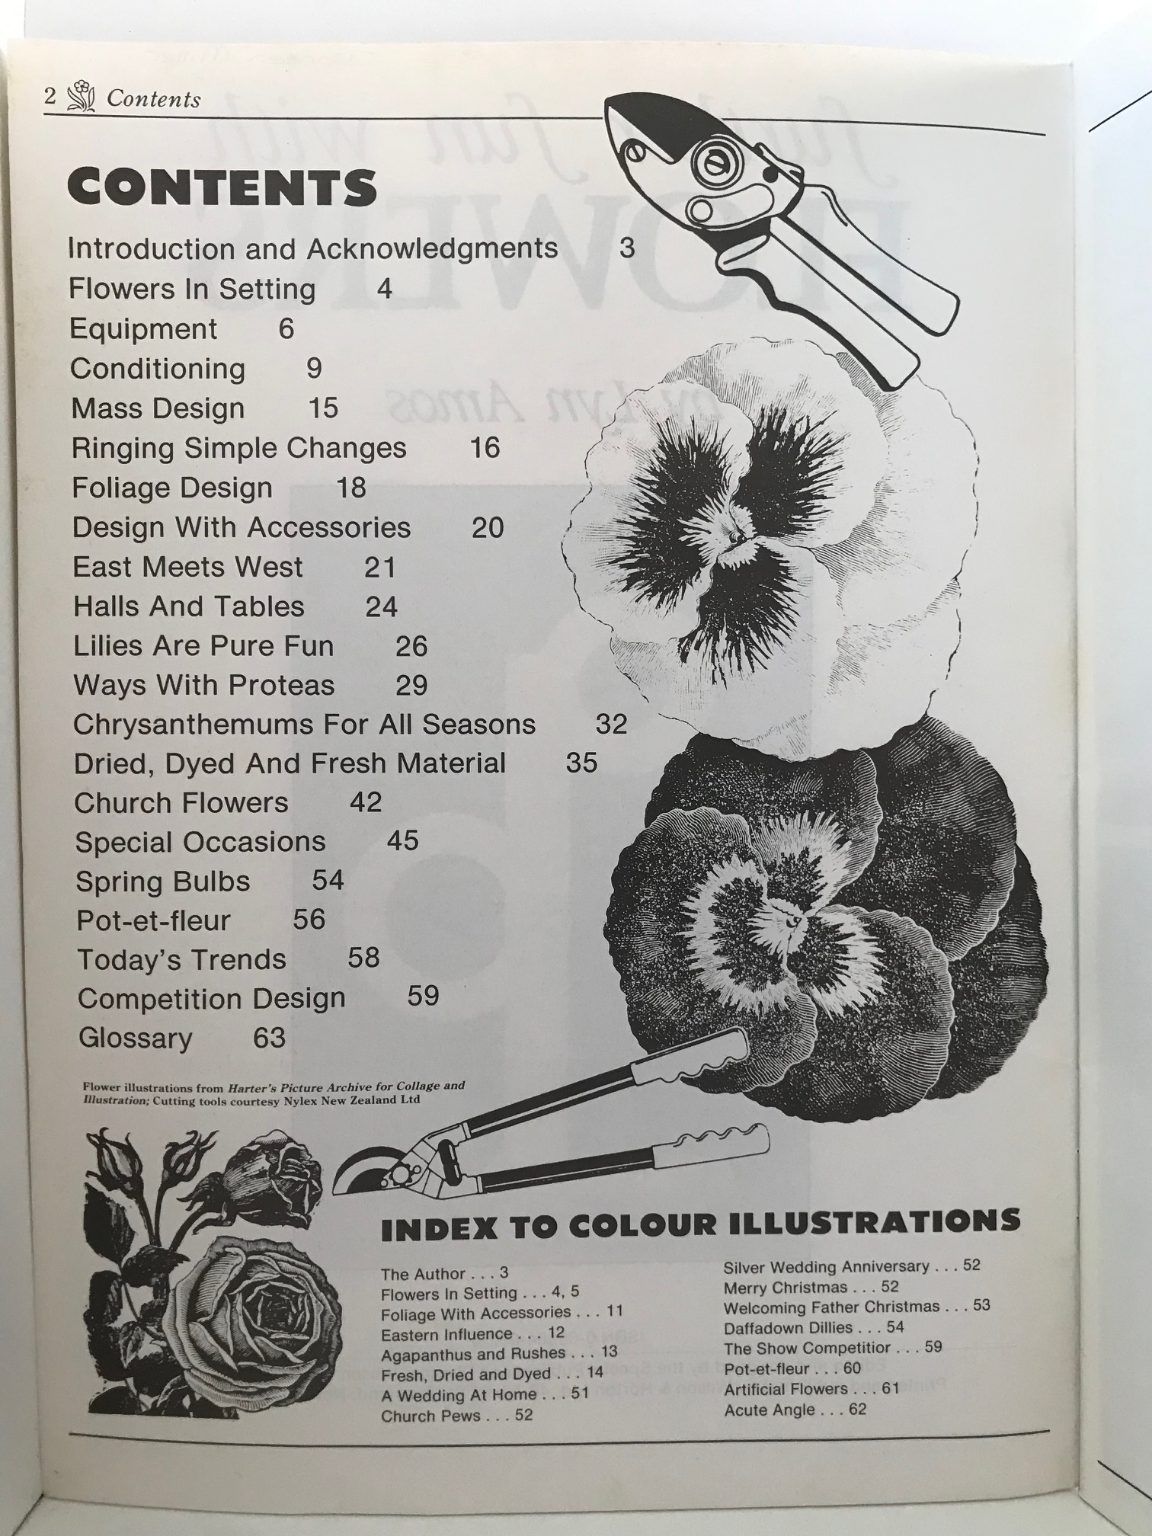 2 Contents
CONTENTS
Introduction and Acknowledgments 3
Flowers In Setting 4
Equipment 6
Conditioning 9
Mass Design 15
Ringing Simple Changes 16
Foliage Design 18
Design With Accessories 20
East Meets West 21
Halls And Tables 24
Lilies Are Pure Fun 26
Ways With Proteas 29
Chrysanthemums For All Seasons 32
Dried, Dyed And Fresh Material 35
Church Flowers 42
Special Occasions 45
Spring Bulbs 54
Pot-et-fleur 56
Today's Trends 58
Competition Design 59
Glossary 63
Flower illustrations from Harter's Picture Archive for Collage and
Illustration; Cutting tools courtesy Nylex New Zealand Ltd
INDEX TO COLOUR ILLUSTRATIONS
The Author . . . 3
Flowers In Setting . . . 4, 5
Foliage With Accessories . . . 11
Eastern Influence . . . 12
Agapanthus and Rushes . . . 13
Fresh, Dried and Dyed . . . 14
A Wedding At Home . . . 51
Church Pews . . . 52
Silver Wedding Anniversary . . . 52
Merry Christmas . . . 52
Welcoming Father Christmas . . . 53
Daffadown Dillies . . . 54
The Show Competitior . . . 59
Pot-et-fleur . . . 60
Artificial Flowers . . . 61
Acute Angle . . . 62